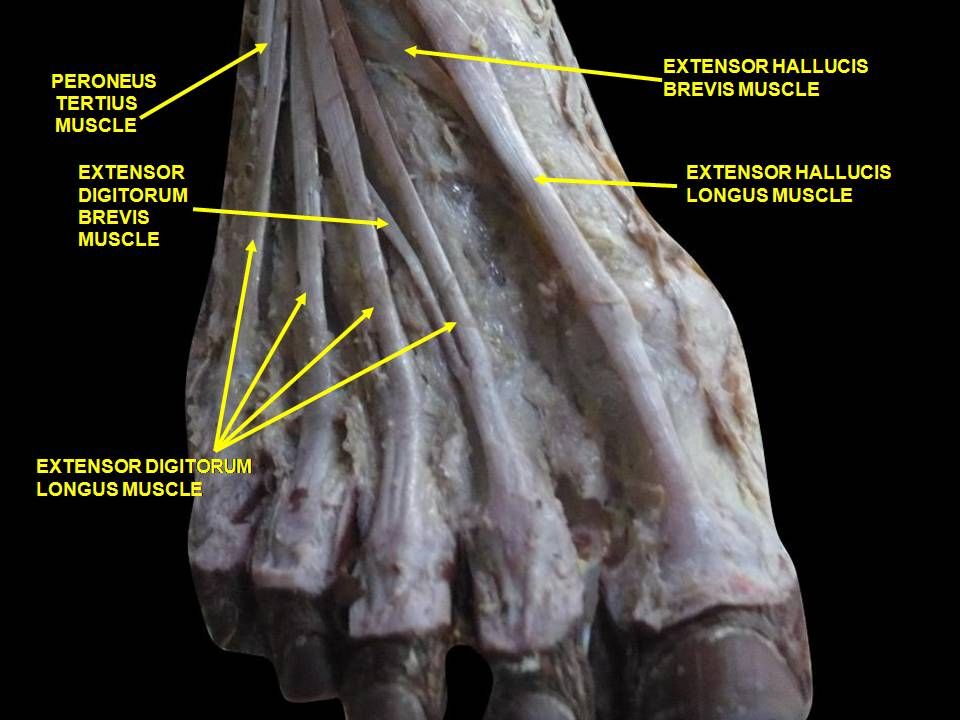 PERONEUS
TERTIUS
MUSCLE
EXTENSOR HALLUCIS
BREVIS MUSCLE
EXTENSOR
DIGITORUM
BREVIS
MUSCLE
EXTENSOR HALLUCIS
LONGUS MUSCLE
EXTENSOR DIGITORUM
LONGUS MUSCLE